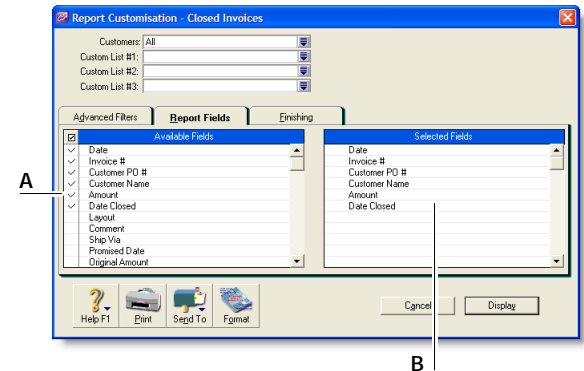 Report Customisation - Closed Invoices
Customers: All
Custom List #1:
Custom List #2:
Custom List #3:
Advanced Filters Report Fields Finishing
Available Fields Selected Fields
Date Date
Invoice # Invoice #
Customer PO # Customer PO #
A Customer Name Customer Name
Amount Amount
Date Closed Date Closed
Layout
Comment
Ship Via
Promised Date
Original Amount
Help F1 Print Send To Format Cancel Display
B